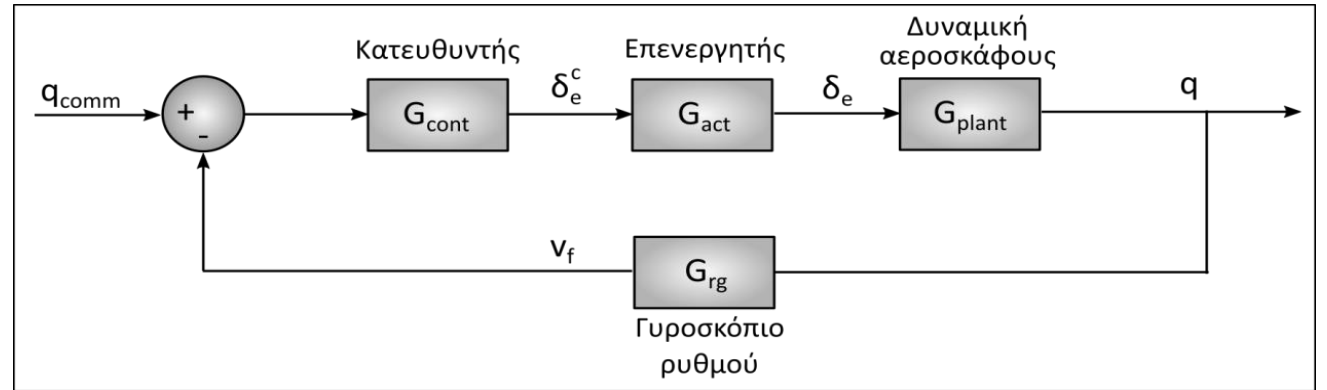 Κατευθυντής
Επενεργητής
Δυναμική
αεροσκάφους
q_comm
+
-
G_cont
δ_e^c
G_act
δ_e
G_plant
q
v_f
G_rg
Γυροσκόπιο
ρυθμού